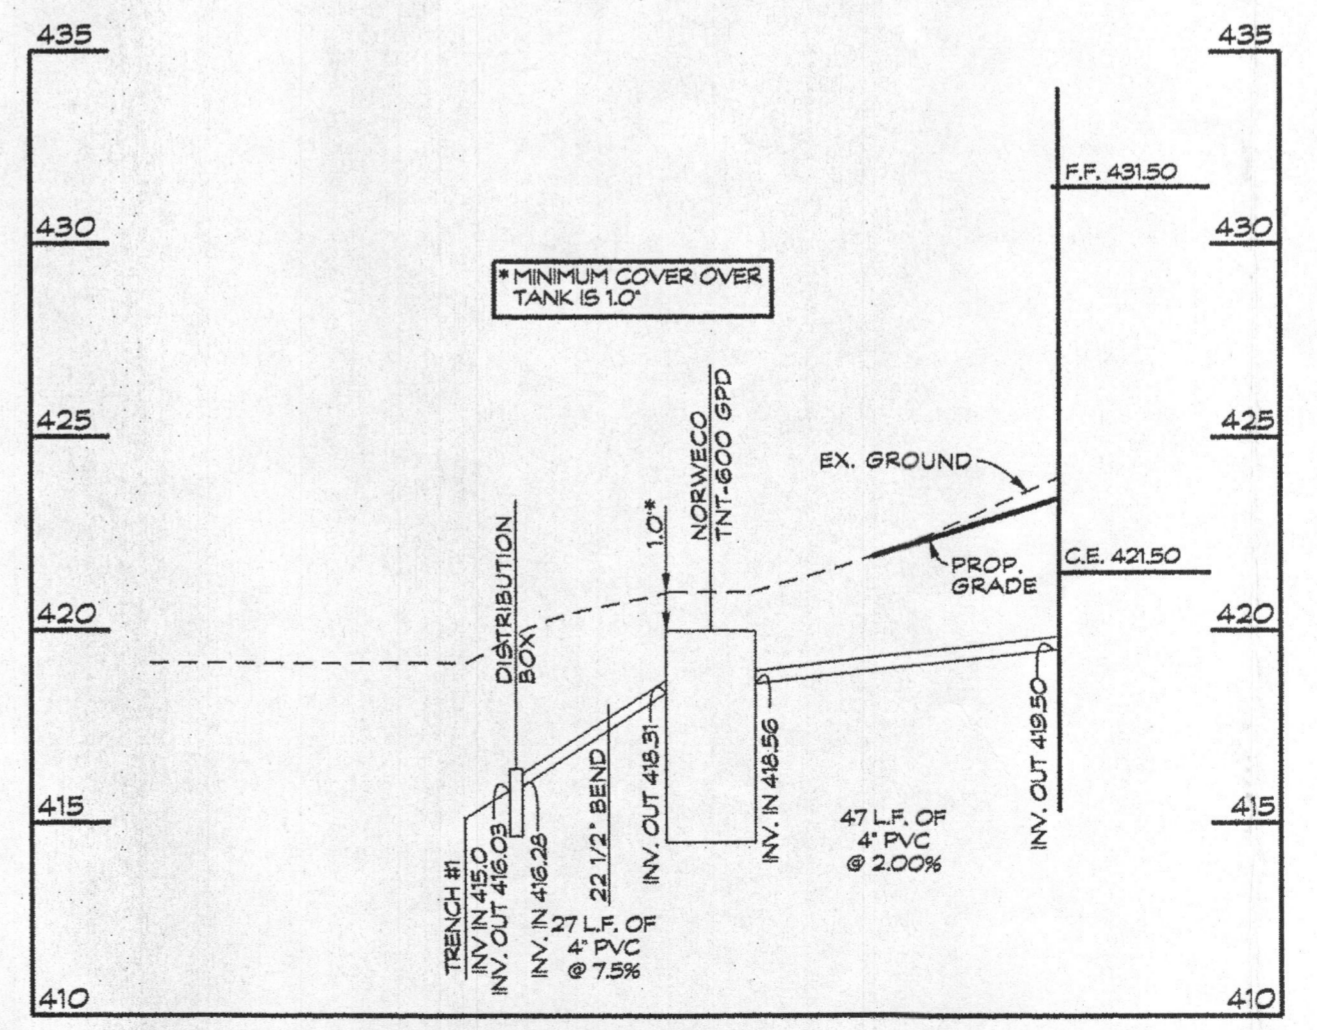 435
435
F.F. 431.50
430
430
* MINIMUM COVER OVER
TANK IS 1.0"
425
425
NORWECO
TNT-600 GPD
EX. GROUND
1.0'*
DISTRIBUTION
BOX
PROP.
GRADE
C.E. 421.50
420
420
INV. OUT 419.50
INV. IN 418.56
INV. OUT 418.31
22 1/2° BEND
415
415
47 L.F. OF
4" PVC
@ 2.00%
TRENCH #1
INV IN 415.0
INV. OUT 416.03
INV. IN 416.28
27 L.F. OF
4" PVC
@ 7.5%
410
410